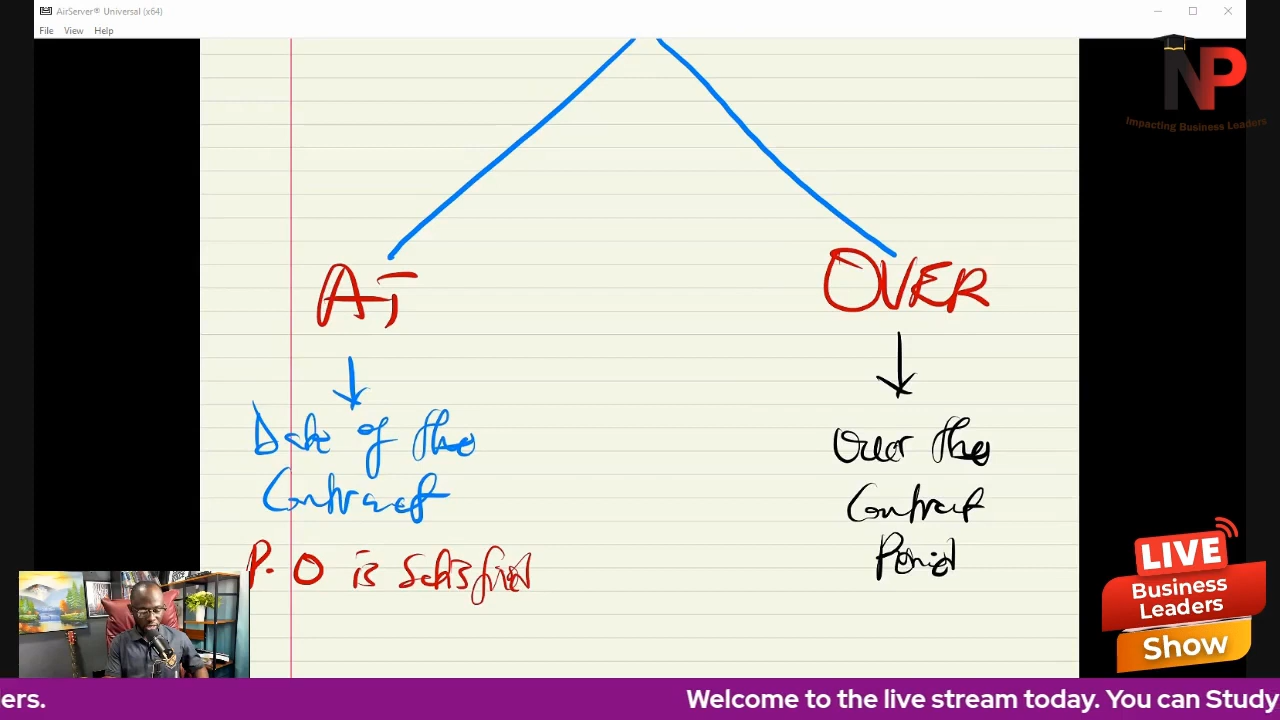 AirServer® Universal (x64)
File View Help
NP
Impacting Business Leaders
AT
OVER
Date of the
Contract
P.O is satisfied
Over the
Contract
Period
LIVE
Business
Leaders
Show
ers.
Welcome to the live stream today. You can Study